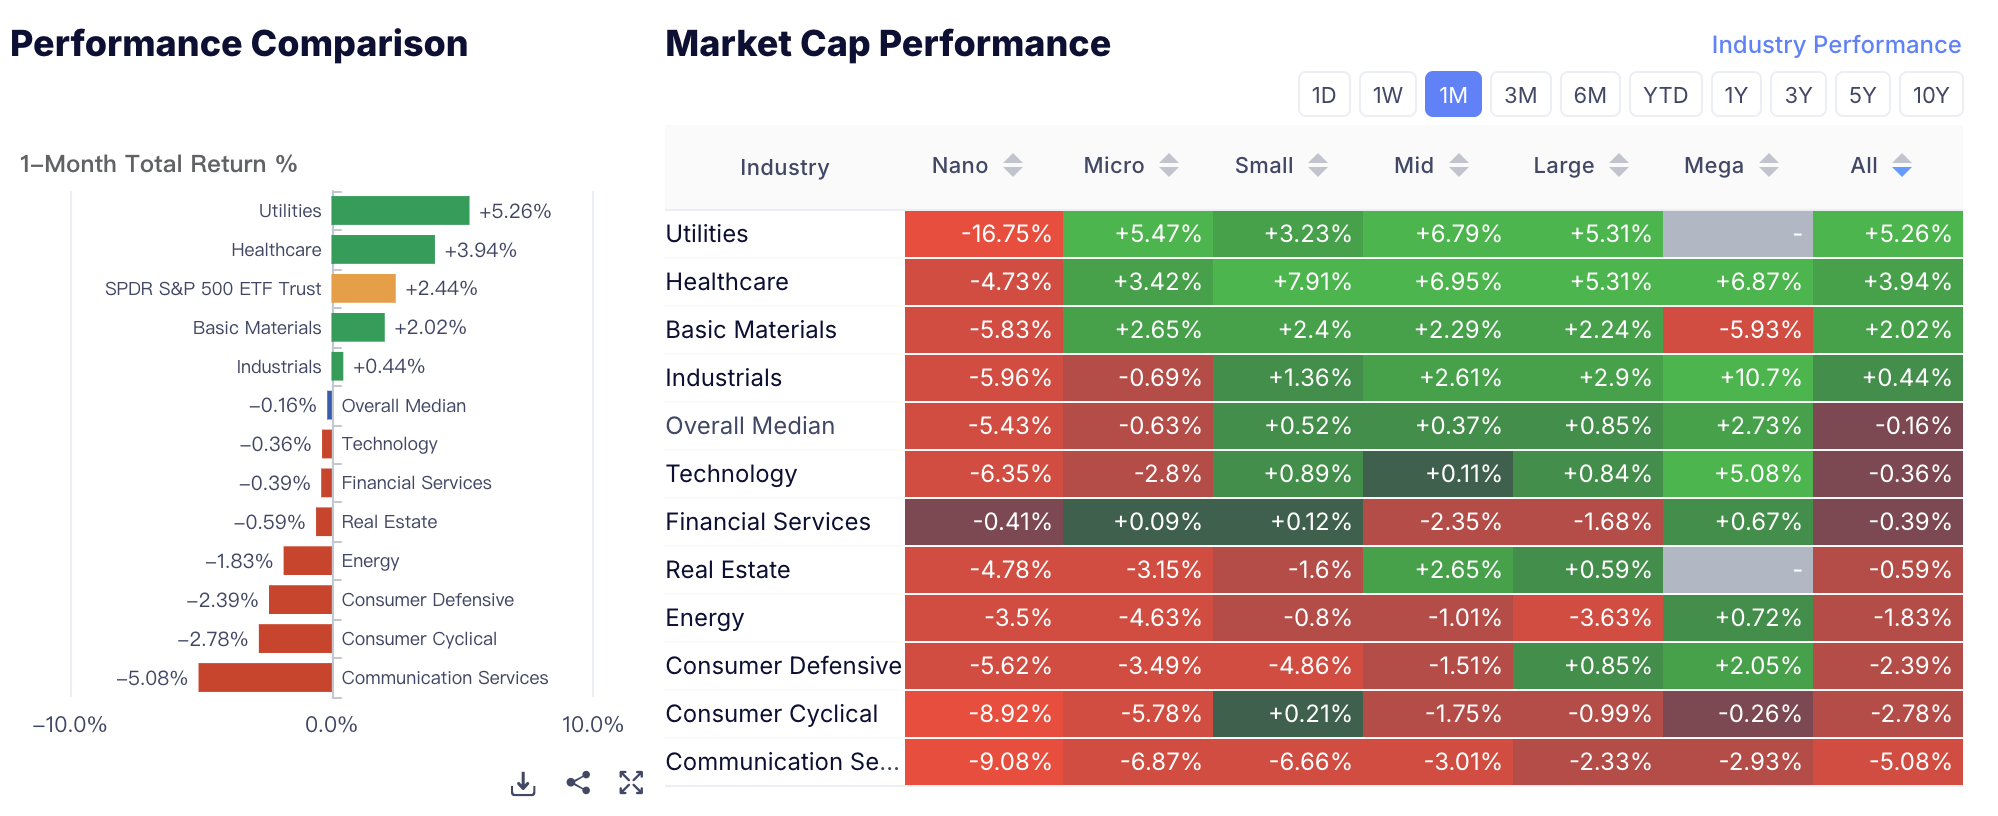 Performance Comparison
1–Month Total Return %
Utilities +5.26%
Healthcare +3.94%
SPDR S&P 500 ETF Trust +2.44%
Basic Materials +2.02%
Industrials +0.44%
–0.16% Overall Median
–0.36% Technology
–0.39% Financial Services
–0.59% Real Estate
–1.83% Energy
–2.39% Consumer Defensive
–2.78% Consumer Cyclical
–5.08% Communication Services
–10.0% 0.0% 10.0%
Market Cap Performance
Industry Performance
1D 1W 1M 3M 6M YTD 1Y 3Y 5Y 10Y
Industry Nano Micro Small Mid Large Mega All
Utilities -16.75% +5.47% +3.23% +6.79% +5.31% - +5.26%
Healthcare -4.73% +3.42% +7.91% +6.95% +5.31% +6.87% +3.94%
Basic Materials -5.83% +2.65% +2.4% +2.29% +2.24% -5.93% +2.02%
Industrials -5.96% -0.69% +1.36% +2.61% +2.9% +10.7% +0.44%
Overall Median -5.43% -0.63% +0.52% +0.37% +0.85% +2.73% -0.16%
Technology -6.35% -2.8% +0.89% +0.11% +0.84% +5.08% -0.36%
Financial Services -0.41% +0.09% +0.12% -2.35% -1.68% +0.67% -0.39%
Real Estate -4.78% -3.15% -1.6% +2.65% +0.59% - -0.59%
Energy -3.5% -4.63% -0.8% -1.01% -3.63% +0.72% -1.83%
Consumer Defensive -5.62% -3.49% -4.86% -1.51% +0.85% +2.05% -2.39%
Consumer Cyclical -8.92% -5.78% +0.21% -1.75% -0.99% -0.26% -2.78%
Communication Se... -9.08% -6.87% -6.66% -3.01% -2.33% -2.93% -5.08%